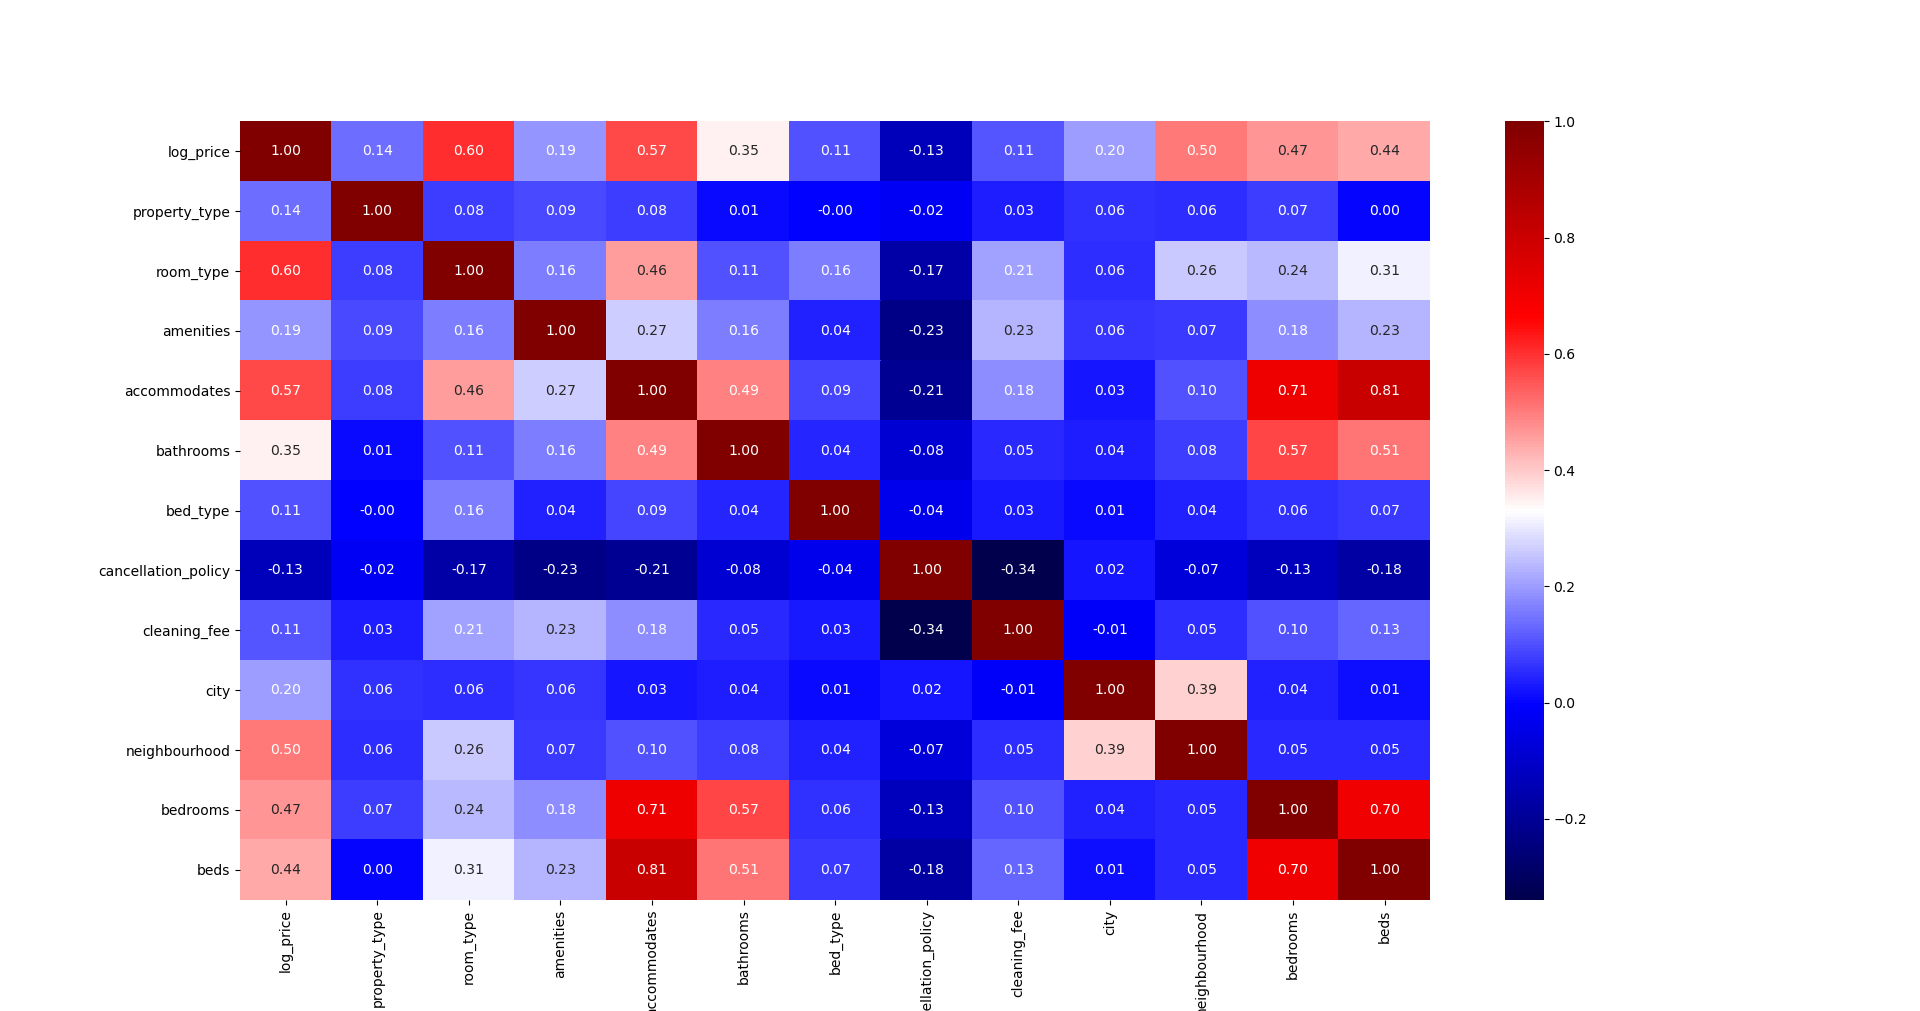 log_price 1.00 0.14 0.60 0.19 0.57 0.35 0.11 -0.13 0.11 0.20 0.50 0.47 0.44
property_type 0.14 1.00 0.08 0.09 0.08 0.01 -0.00 -0.02 0.03 0.06 0.06 0.07 0.00
room_type 0.60 0.08 1.00 0.16 0.46 0.11 0.16 -0.17 0.21 0.06 0.26 0.24 0.31
amenities 0.19 0.09 0.16 1.00 0.27 0.16 0.04 -0.23 0.23 0.06 0.07 0.18 0.23
accommodates 0.57 0.08 0.46 0.27 1.00 0.49 0.09 -0.21 0.18 0.03 0.10 0.71 0.81
bathrooms 0.35 0.01 0.11 0.16 0.49 1.00 0.04 -0.08 0.05 0.04 0.08 0.57 0.51
bed_type 0.11 -0.00 0.16 0.04 0.09 0.04 1.00 -0.04 0.03 0.01 0.04 0.06 0.07
cancellation_policy -0.13 -0.02 -0.17 -0.23 -0.21 -0.08 -0.04 1.00 -0.34 0.02 -0.07 -0.13 -0.18
cleaning_fee 0.11 0.03 0.21 0.23 0.18 0.05 0.03 -0.34 1.00 -0.01 0.05 0.10 0.13
city 0.20 0.06 0.06 0.06 0.03 0.04 0.01 0.02 -0.01 1.00 0.39 0.04 0.01
neighbourhood 0.50 0.06 0.26 0.07 0.10 0.08 0.04 -0.07 0.05 0.39 1.00 0.05 0.05
bedrooms 0.47 0.07 0.24 0.18 0.71 0.57 0.06 -0.13 0.10 0.04 0.05 1.00 0.70
beds 0.44 0.00 0.31 0.23 0.81 0.51 0.07 -0.18 0.13 0.01 0.05 0.70 1.00
log_price
property_type
room_type
amenities
ccommodates
bathrooms
bed_type
ellation_policy
cleaning_fee
city
eighbourhood
bedrooms
beds
1.0
0.8
0.6
0.4
0.2
0.0
−0.2